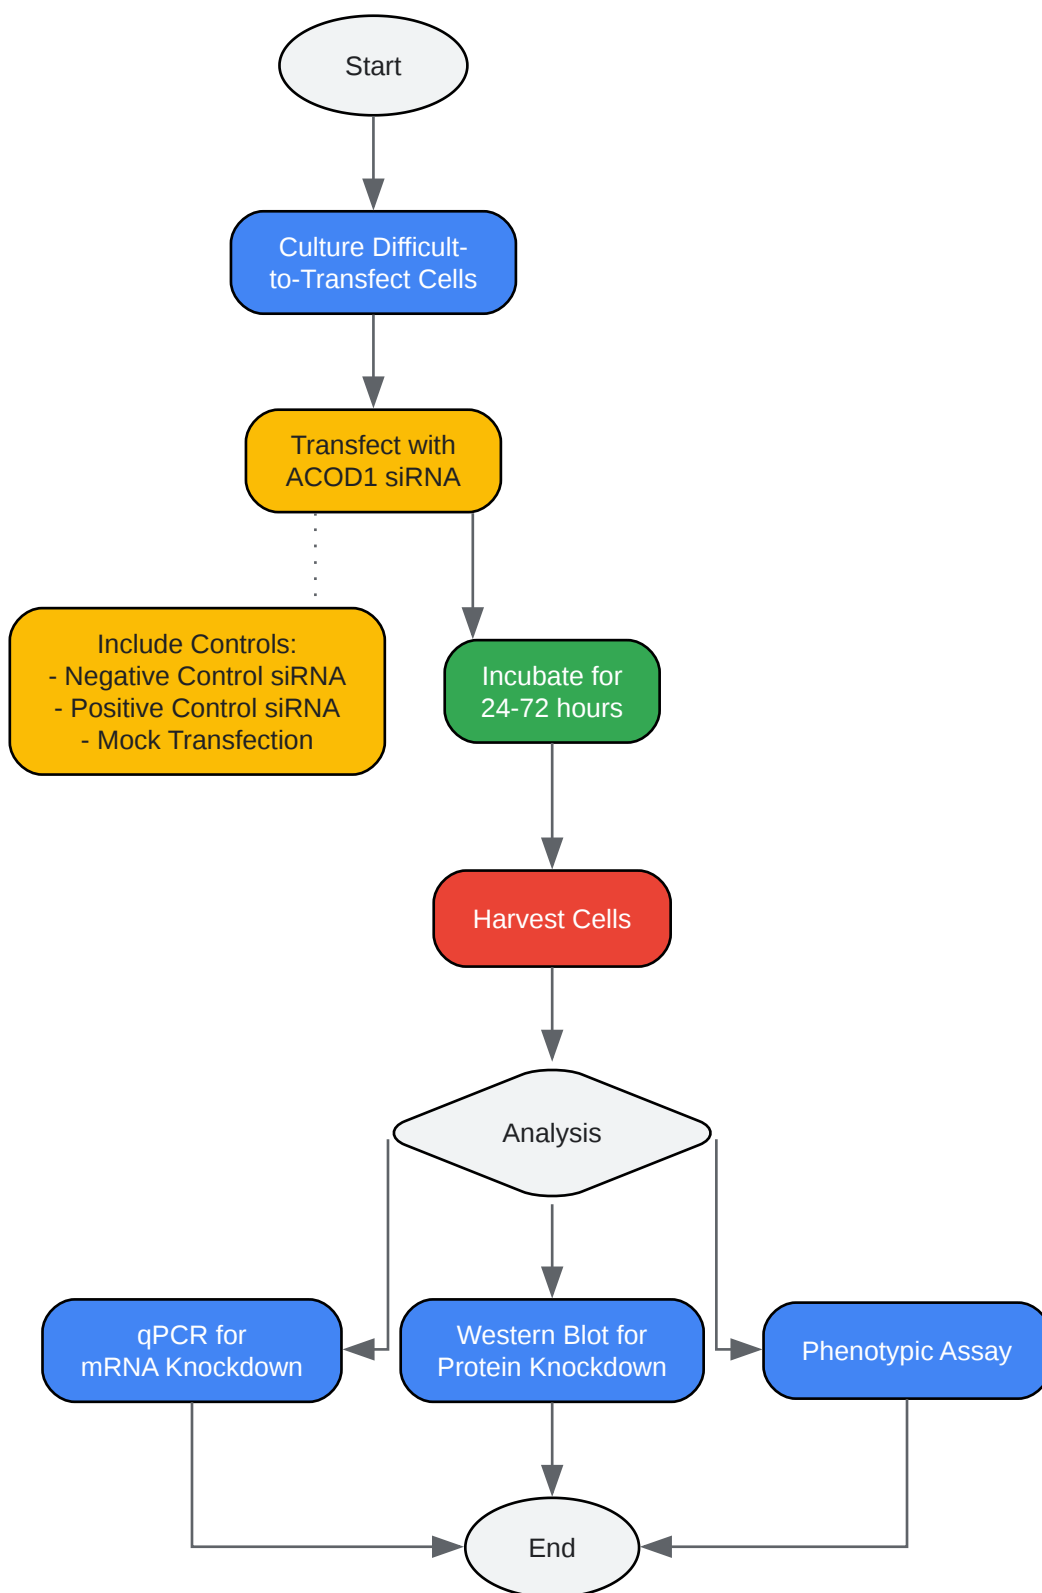 Start
Culture Difficult-
to-Transfect Cells
Transfect with
ACOD1 siRNA
Include Controls:
- Negative Control siRNA
- Positive Control siRNA
- Mock Transfection
Incubate for
24-72 hours
Harvest Cells
Analysis
qPCR for
mRNA Knockdown
Western Blot for
Protein Knockdown
Phenotypic Assay
End